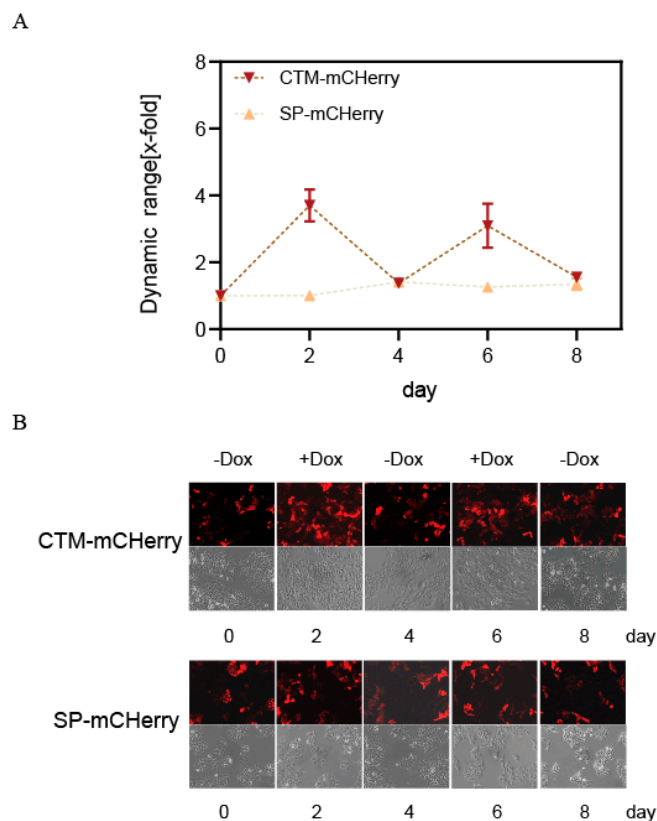 A
8
CTM-mCHerry
SP-mCHerry
6
4
2
0
Dynamic range[x-fold]
0 2 4 6 8
day
B
-Dox +Dox -Dox +Dox -Dox
CTM-mCHerry
0 2 4 6 8 day
SP-mCHerry
0 2 4 6 8 day